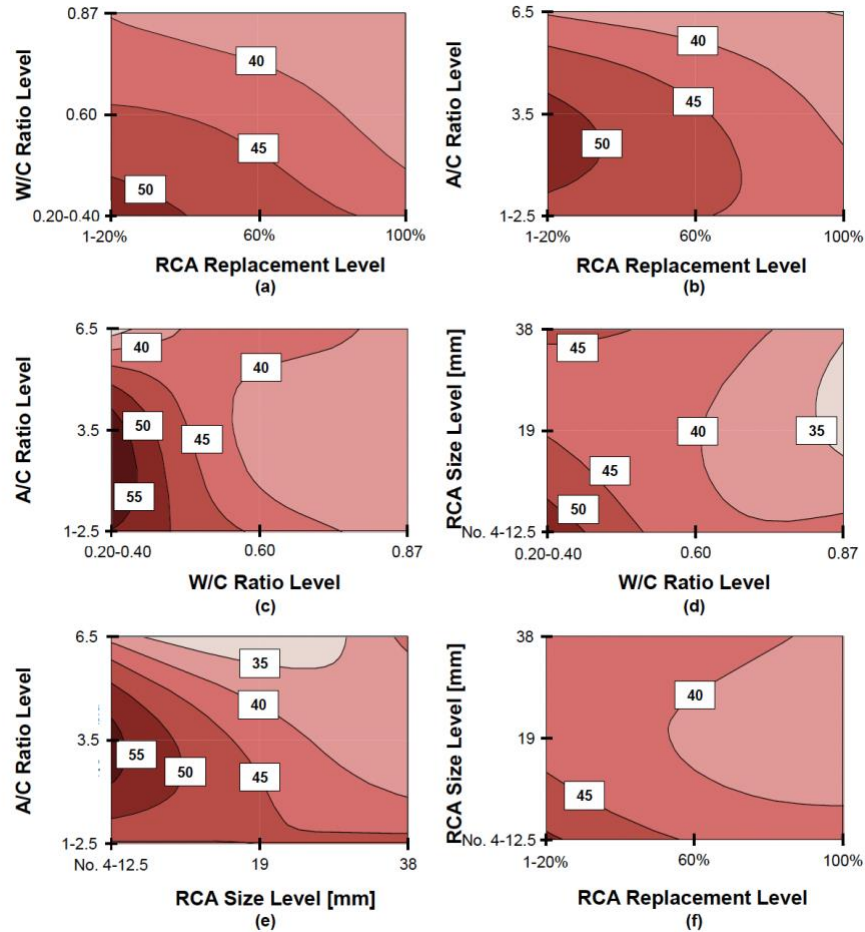 0.87
W/C Ratio Level
40
0.60
45
50
0.20-0.40
1-20%
60%
100%
RCA Replacement Level
(a)
6.5
A/C Ratio Level
40
45
3.5
50
1-2.5
1-20%
60%
100%
RCA Replacement Level
(b)
6.5
A/C Ratio Level
40
40
50
3.5
45
55
1-2.5
0.20-0.40
0.60
0.87
W/C Ratio Level
(c)
38
RCA Size Level [mm]
45
19
40
35
45
50
No. 4-12.5
0.20-0.40
0.60
0.87
W/C Ratio Level
(d)
6.5
A/C Ratio Level
35
40
3.5
55
50
45
1-2.5
No. 4-12.5
19
38
RCA Size Level [mm]
(e)
38
RCA Size Level [mm]
40
19
45
No. 4-12.5
1-20%
60%
100%
RCA Replacement Level
(f)